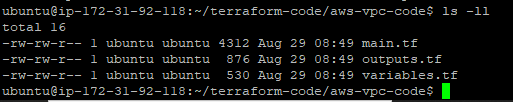 ubuntu@ip-172-31-92-118:~/terraform-code/aws-vpc-code$ ls -ll
total 16
-rw-rw-r-- 1 ubuntu ubuntu 4312 Aug 29 08:49 main.tf
-rw-rw-r-- 1 ubuntu ubuntu  876 Aug 29 08:49 outputs.tf
-rw-rw-r-- 1 ubuntu ubuntu  530 Aug 29 08:49 variables.tf
ubuntu@ip-172-31-92-118:~/terraform-code/aws-vpc-code$